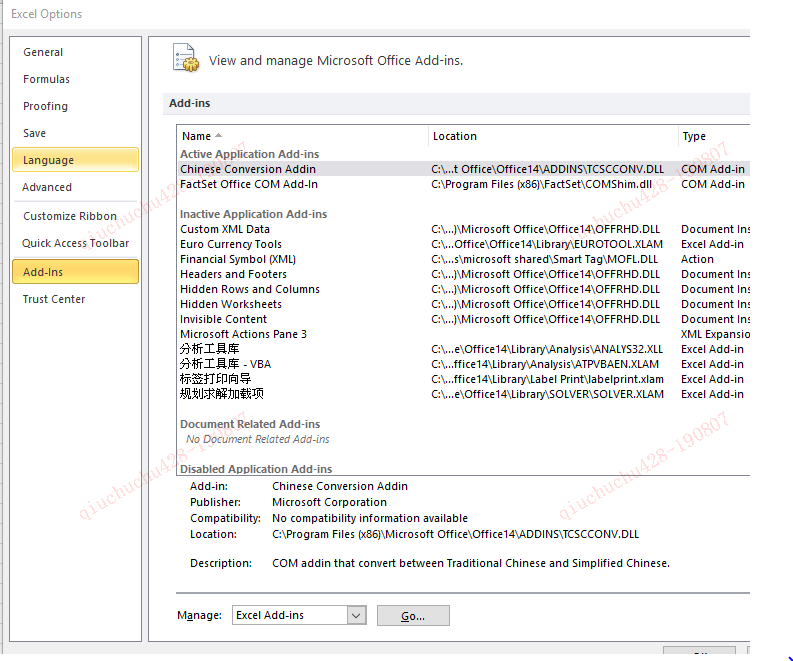 Excel Options
General
Formulas
Proofing
Save
Language
Advanced
Customize Ribbon
Quick Access Toolbar
Add-Ins
Trust Center
View and manage Microsoft Office Add-ins.
Add-ins
Name Location Type
Active Application Add-ins
Chinese Conversion Addin C:\...t Office\Office14\ADDINS\TCSCCONV.DLL COM Add-in
FactSet Office COM Add-In C:\Program Files (x86)\FactSet\COMShim.dll COM Add-in
Inactive Application Add-ins
Custom XML Data C:\...)\Microsoft Office\Office14\OFFRHD.DLL Document Ins
Euro Currency Tools C:\...Office\Office14\Library\EUROTOOL.XLAM Excel Add-in
Financial Symbol (XML) C:\...s\microsoft shared\Smart Tag\MOFL.DLL Action
Headers and Footers C:\...)\Microsoft Office\Office14\OFFRHD.DLL Document Ins
Hidden Rows and Columns C:\...)\Microsoft Office\Office14\OFFRHD.DLL Document Ins
Hidden Worksheets C:\...)\Microsoft Office\Office14\OFFRHD.DLL Document Ins
Invisible Content C:\...)\Microsoft Office\Office14\OFFRHD.DLL Document Ins
Microsoft Actions Pane 3 XML Expansio
分析工具库 C:\...e\Office14\Library\Analysis\ANALYS32.XLL Excel Add-in
分析工具库 - VBA C:\...ffice14\Library\Analysis\ATPVBAEN.XLAM Excel Add-in
标签打印向导 C:\...ffice14\Library\Label Print\labelprint.xlam Excel Add-in
规划求解加载项 C:\...e\Office14\Library\SOLVER\SOLVER.XLAM Excel Add-in
Document Related Add-ins
No Document Related Add-ins
Disabled Application Add-ins
Add-in: Chinese Conversion Addin
Publisher: Microsoft Corporation
Compatibility: No compatibility information available
Location: C:\Program Files (x86)\Microsoft Office\Office14\ADDINS\TCSCCONV.DLL
Description: COM addin that convert between Traditional Chinese and Simplified Chinese.
Manage: Excel Add-ins Go...
qiuchuchu428-190807
qiuchuchu428-190807